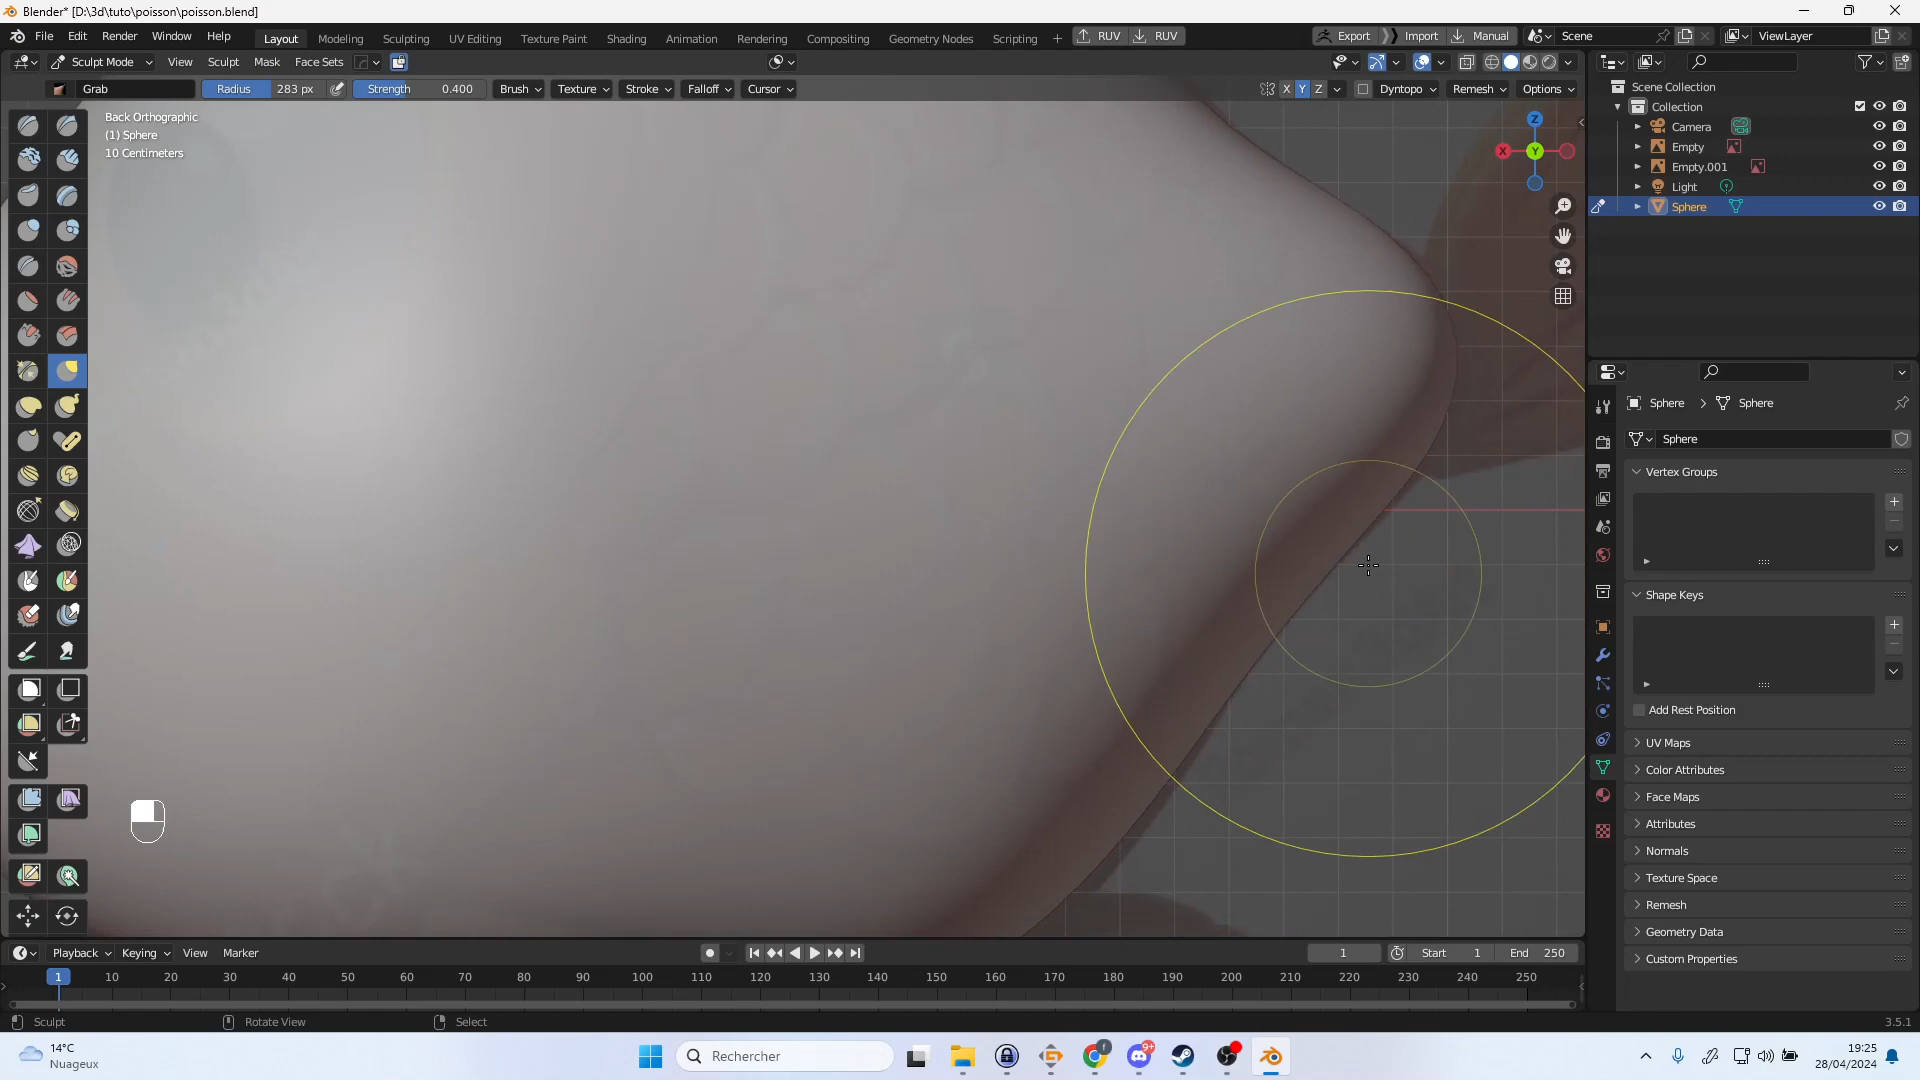 Blender* [D:\3d\tuto\poisson\poisson.blend]
File Edit Render Window Help Layout Modeling Sculpting UV Editing Texture Paint Shading Animation Rendering Compositing Geometry Nodes Scripting + RUV RUV Export Import Manual Scene ViewLayer
Sculpt Mode View Sculpt Mask Face Sets
Grab Radius 283 px Strength 0.400 Brush Texture Stroke Falloff Cursor X Y Z Dyntopo Remesh Options
Back Orthographic
(1) Sphere
10 Centimeters
Z
X Y
Scene Collection
Collection
Camera
Empty
Empty.001
Light
Sphere
Sphere > Sphere
Sphere
Vertex Groups
Shape Keys
Add Rest Position
UV Maps
Color Attributes
Face Maps
Attributes
Normals
Texture Space
Remesh
Geometry Data
Custom Properties
Playback Keying View Marker 1 Start 1 End 250
1 10 20 30 40 50 60 70 80 90 100 110 120 130 140 150 160 170 180 190 200 210 220 230 240 250
Sculpt Rotate View Select 3.5.1
14°C
Nuageux
Rechercher
9+
19:25
28/04/2024